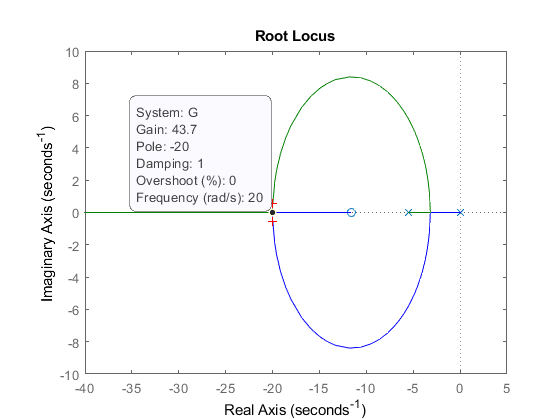 Root Locus
10
8
6
4
2
0
-2
-4
-6
-8
-10
Imaginary Axis (seconds⁻¹)
System: G
Gain: 43.7
Pole: -20
Damping: 1
Overshoot (%): 0
Frequency (rad/s): 20
-40 -35 -30 -25 -20 -15 -10 -5 0 5
Real Axis (seconds⁻¹)